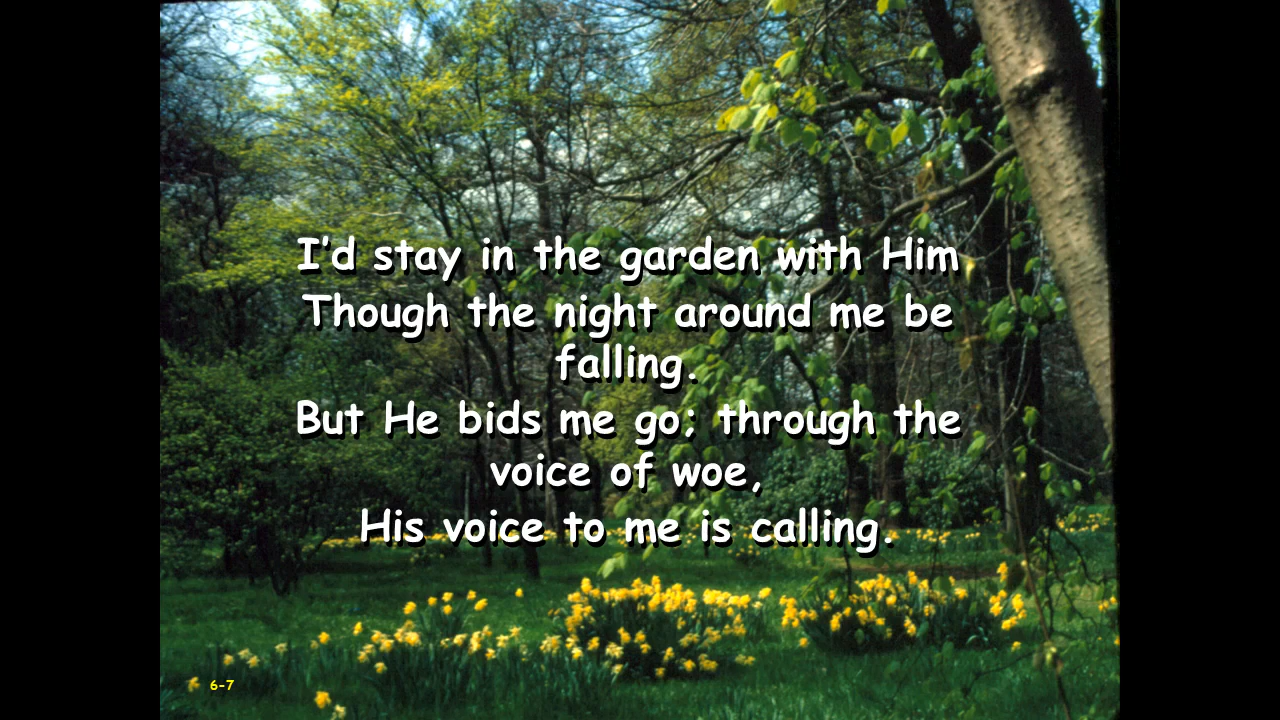 I'd stay in the garden with Him
Though the night around me be
falling.
But He bids me go; through the
voice of woe,
His voice to me is calling.
6-7